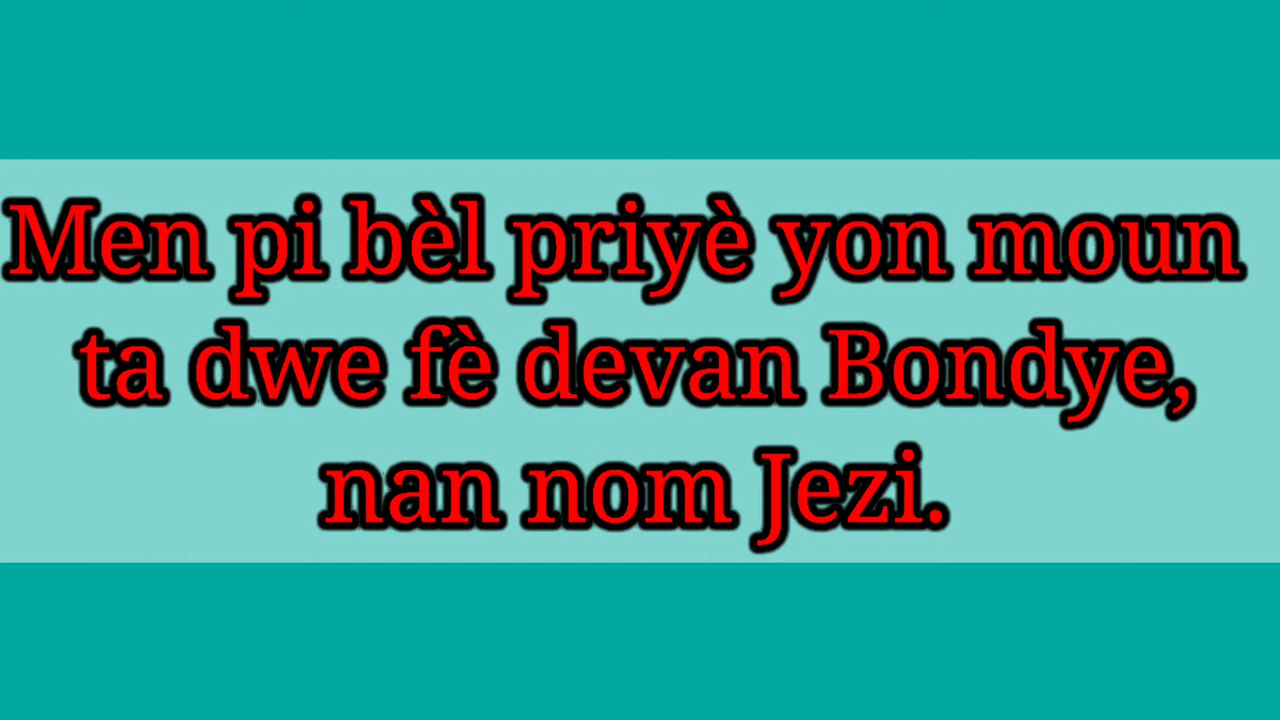 Men pi bèl priyè yon moun
ta dwe fè devan Bondye,
nan nom Jezi.